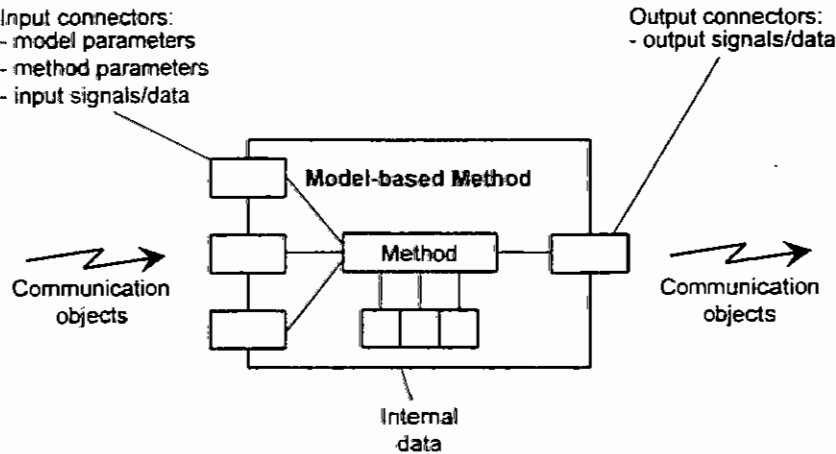 Input connectors:
- model parameters
- method parameters
- input signals/data
Output connectors:
- output signals/data
Model-based Method
Method
Communication
objects
Communication
objects
Internal
data